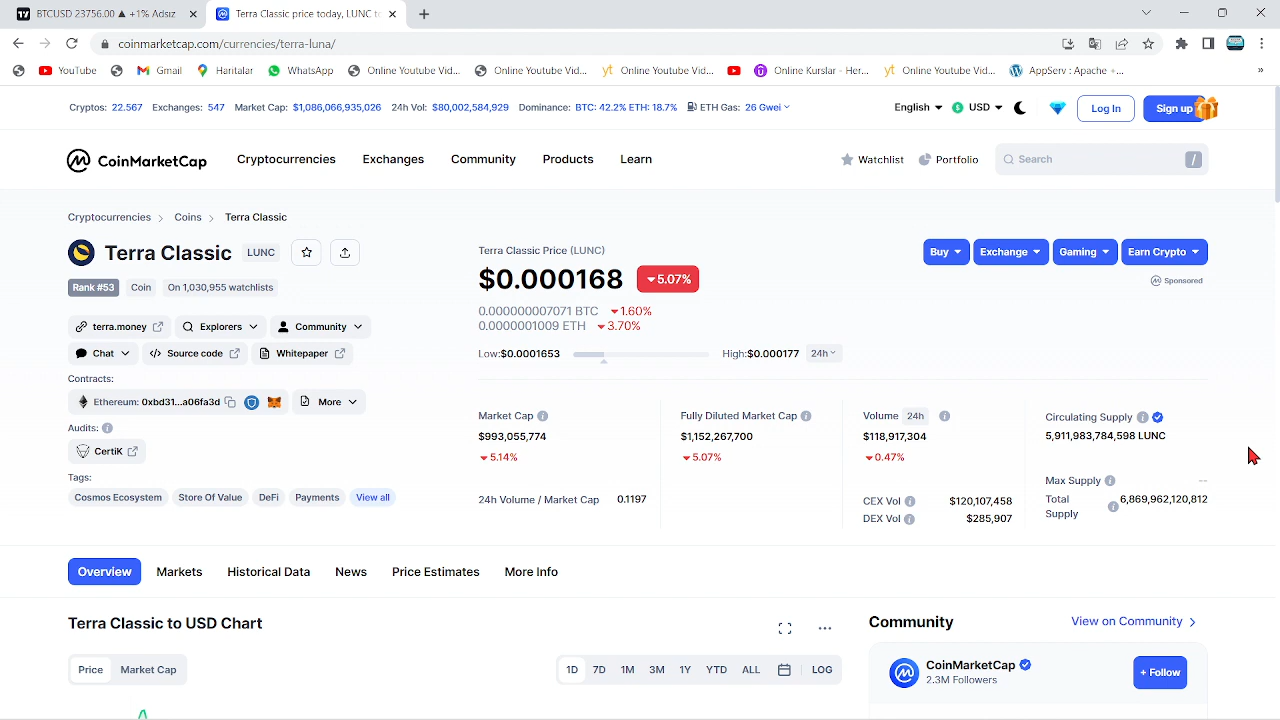 BTCUSD 23756.00 ▲ +1% Adsız
Terra Classic price today, LUNC to
coinmarketcap.com/currencies/terra-luna/
YouTube Gmail Haritalar WhatsApp Online Youtube Vid... Online Youtube Vid... Online Youtube Vid... Online Kurslar - Her... Online Youtube Vid... AppServ : Apache +... »
Cryptos: 22.567 Exchanges: 547 Market Cap: $1,086,066,935,026 24h Vol: $80,002,584,929 Dominance: BTC: 42.2% ETH: 18.7% ETH Gas: 26 Gwei English USD Log In Sign up
CoinMarketCap Cryptocurrencies Exchanges Community Products Learn Watchlist Portfolio Search /
Cryptocurrencies > Coins > Terra Classic
Terra Classic LUNC
Rank #53 Coin On 1,030,955 watchlists
terra.money Explorers Community
Chat Source code Whitepaper
Contracts:
Ethereum: 0xbd31...a06fa3d More
Audits:
CertiK
Tags:
Cosmos Ecosystem Store Of Value DeFi Payments View all
Terra Classic Price (LUNC)
$0.000168 5.07%
0.000000007071 BTC 1.60%
0.0000001009 ETH 3.70%
Low:$0.0001653 High:$0.000177 24h
Buy Exchange Gaming Earn Crypto
Sponsored
Market Cap
$993,055,774
5.14%
24h Volume / Market Cap 0.1197
Fully Diluted Market Cap
$1,152,267,700
5.07%
Volume 24h
$118,917,304
0.47%
CEX Vol $120,107,458
DEX Vol $285,907
Circulating Supply
5,911,983,784,598 LUNC
Max Supply --
Total Supply 6,869,962,120,812
Overview Markets Historical Data News Price Estimates More Info
Terra Classic to USD Chart
Price Market Cap
1D 7D 1M 3M 1Y YTD ALL LOG
Community View on Community >
CoinMarketCap
2.3M Followers
+ Follow